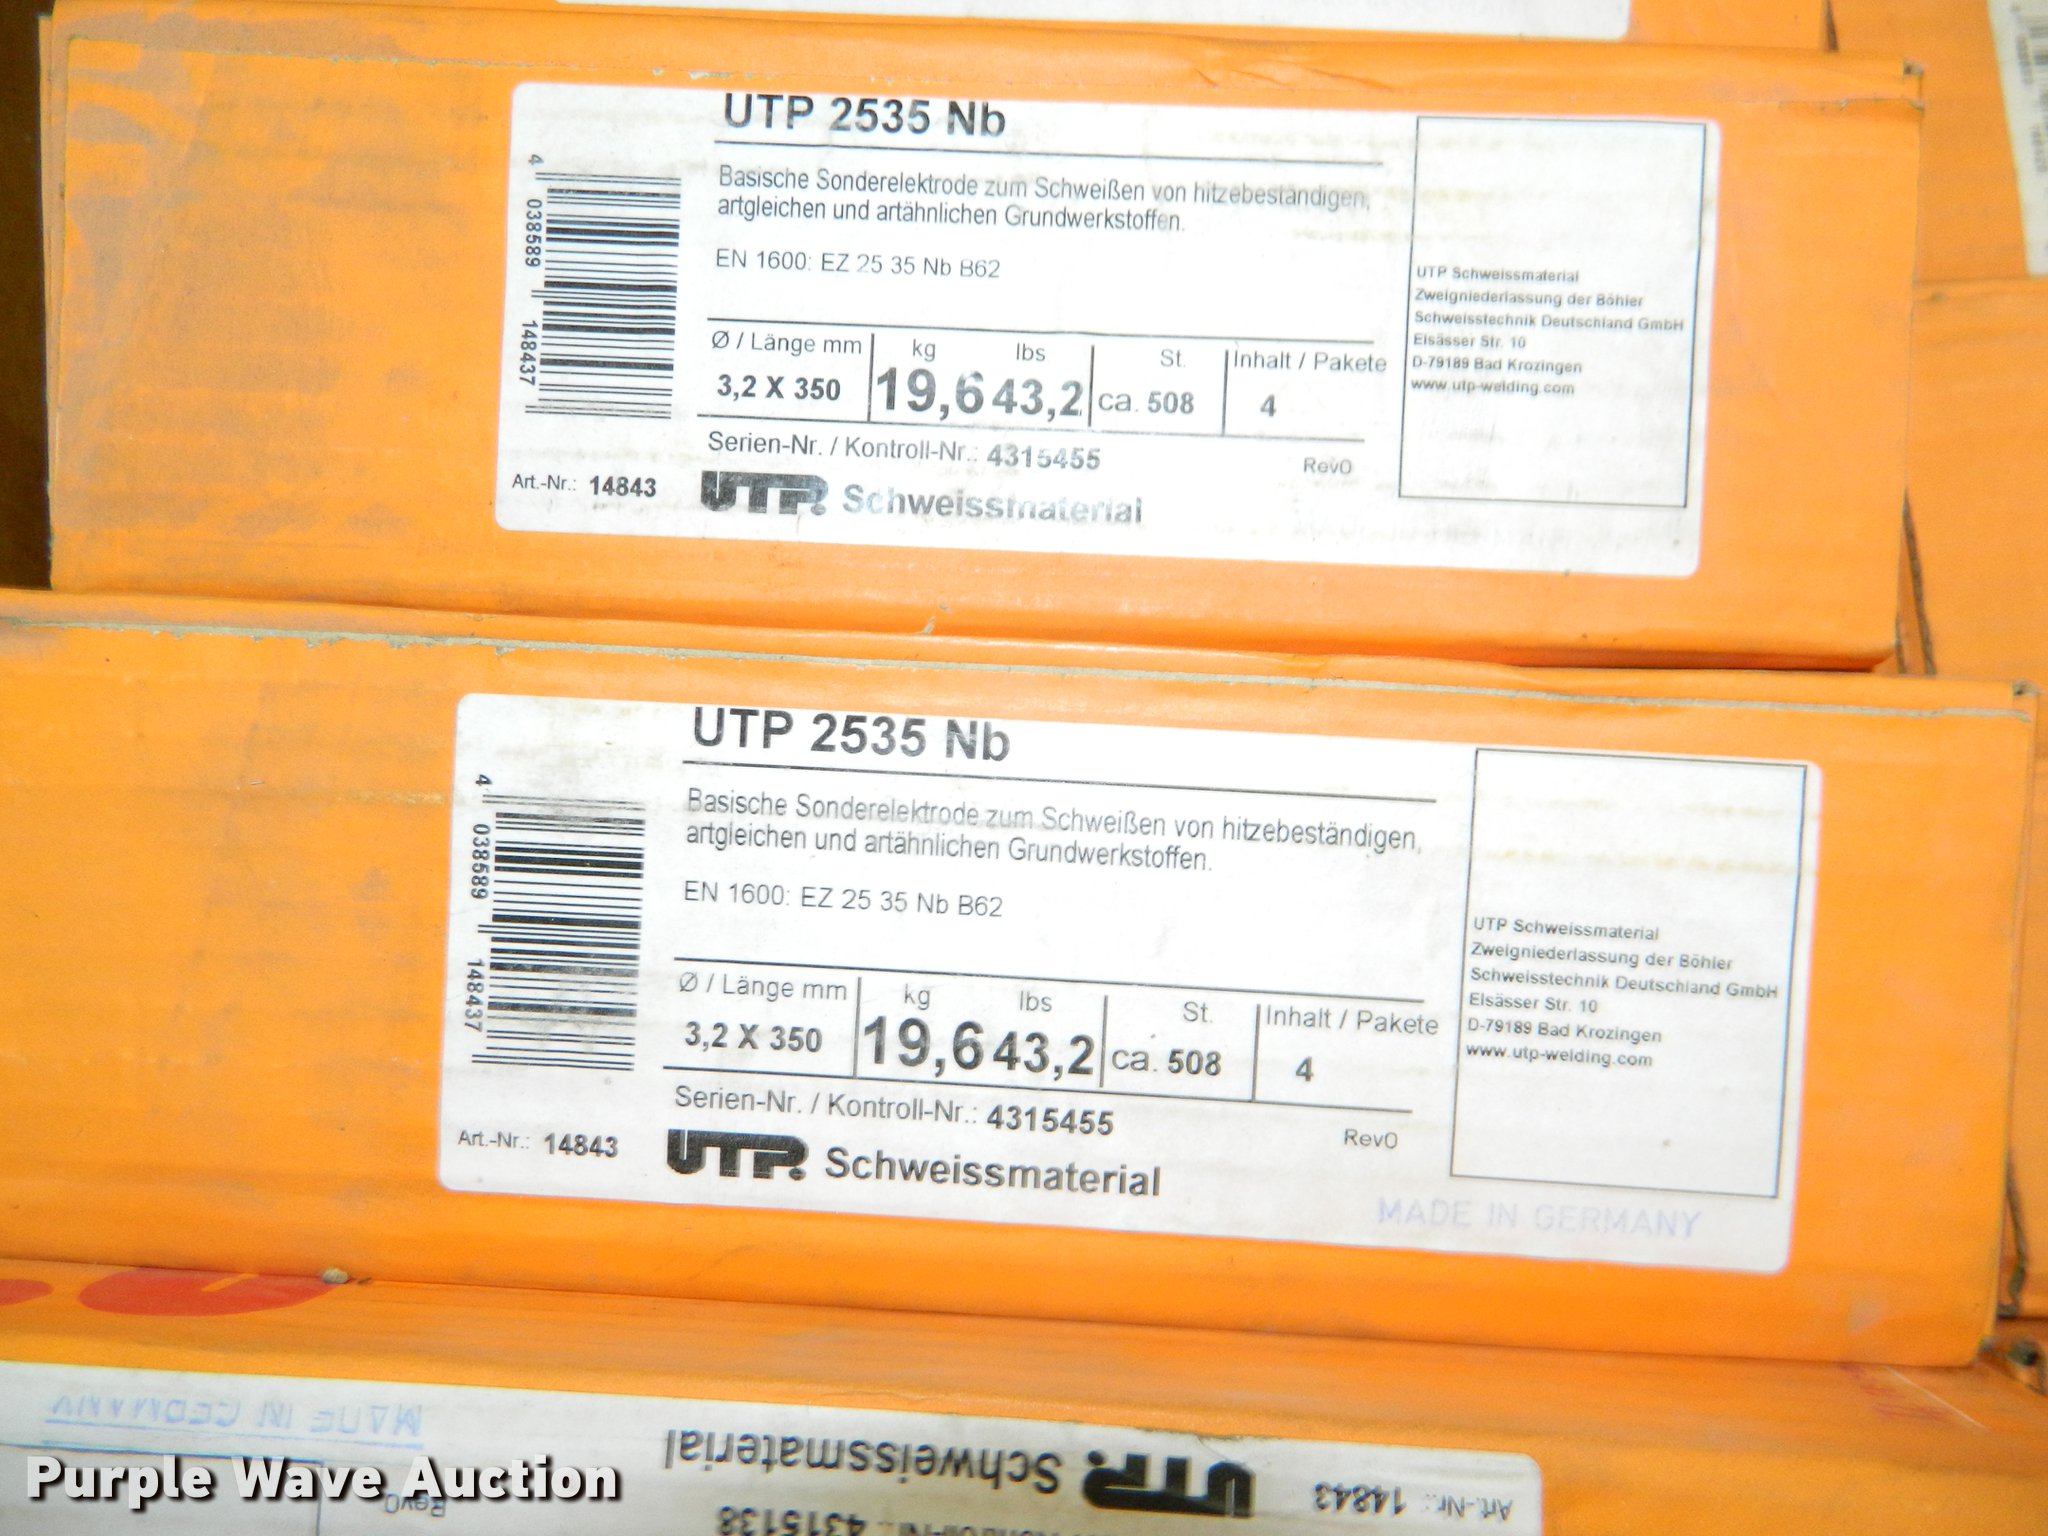 UTP 2535 Nb
Basische Sonderelektrode zum Schweißen von hitzebeständigen,
artgleichen und artähnlichen Grundwerkstoffen.
EN 1600: EZ 25 35 Nb B62
Ø / Länge mm kg lbs St. Inhalt / Pakete
3,2 X 350 19,6 43,2 ca. 508 4
Serien-Nr. / Kontroll-Nr.: 4315455 Rev0
4 038589 148437
Art.-Nr.: 14843
UTP Schweissmaterial
UTP Schweissmaterial
Zweigniederlassung der Böhler
Schweisstechnik Deutschland GmbH
Elsässer Str. 10
D-79189 Bad Krozingen
www.utp-welding.com
UTP 2535 Nb
Basische Sonderelektrode zum Schweißen von hitzebeständigen,
artgleichen und artähnlichen Grundwerkstoffen.
EN 1600: EZ 25 35 Nb B62
Ø / Länge mm kg lbs St. Inhalt / Pakete
3,2 X 350 19,6 43,2 ca. 508 4
Serien-Nr. / Kontroll-Nr.: 4315455 Rev0
4 038589 148437
Art.-Nr.: 14843
UTP Schweissmaterial
UTP Schweissmaterial
Zweigniederlassung der Böhler
Schweisstechnik Deutschland GmbH
Elsässer Str. 10
D-79189 Bad Krozingen
www.utp-welding.com
MADE IN GERMANY
MADE IN GERMANY
Art.-Nr.: 14843 UTP Schweissmaterial
4315138 Rev0
Purple Wave Auction